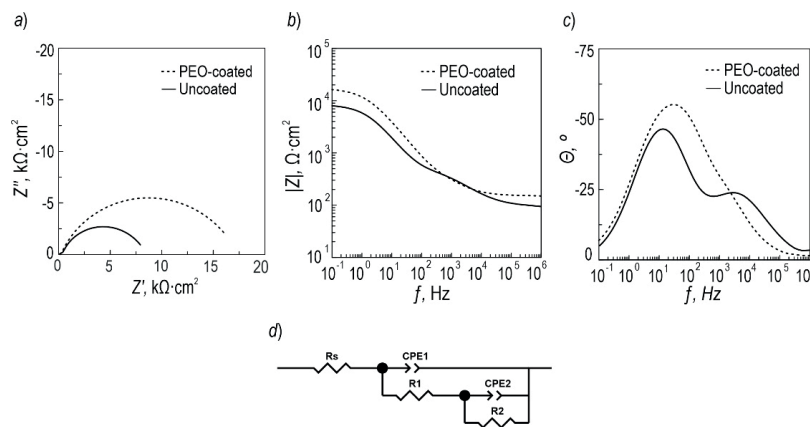 a)
-20
-15
-10
-5
0
0
5
10
15
20
Z'', kΩ·cm²
Z', kΩ·cm²
PEO-coated
Uncoated
b)
10⁵
10⁴
10³
10²
10¹
10⁻¹ 10⁰ 10¹ 10² 10³ 10⁴ 10⁵ 10⁶
|Z|, Ω·cm²
f, Hz
PEO-coated
Uncoated
c)
-75
-50
-25
0
10⁻¹ 10⁰ 10¹ 10² 10³ 10⁴ 10⁵ 10⁶
Θ, º
f, Hz
PEO-coated
Uncoated
d)
Rs
CPE1
R1
CPE2
R2